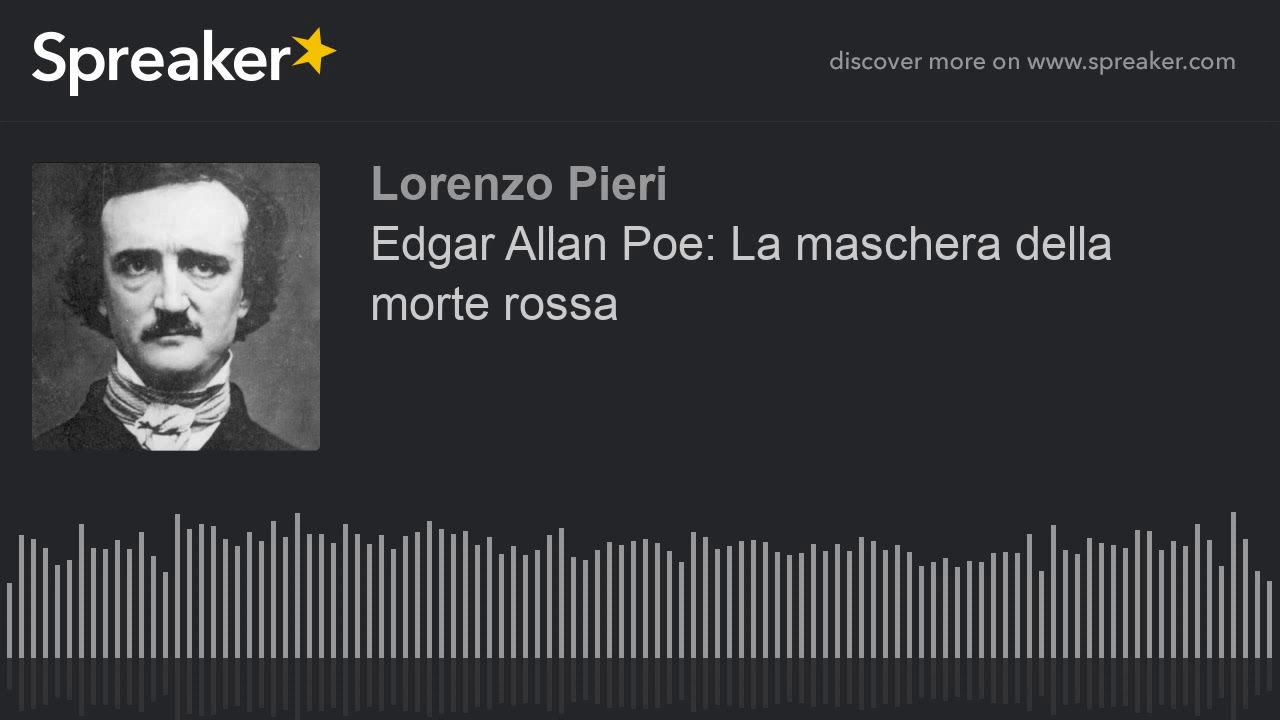 Spreaker
discover more on www.spreaker.com
Lorenzo Pieri
Edgar Allan Poe: La maschera della
morte rossa